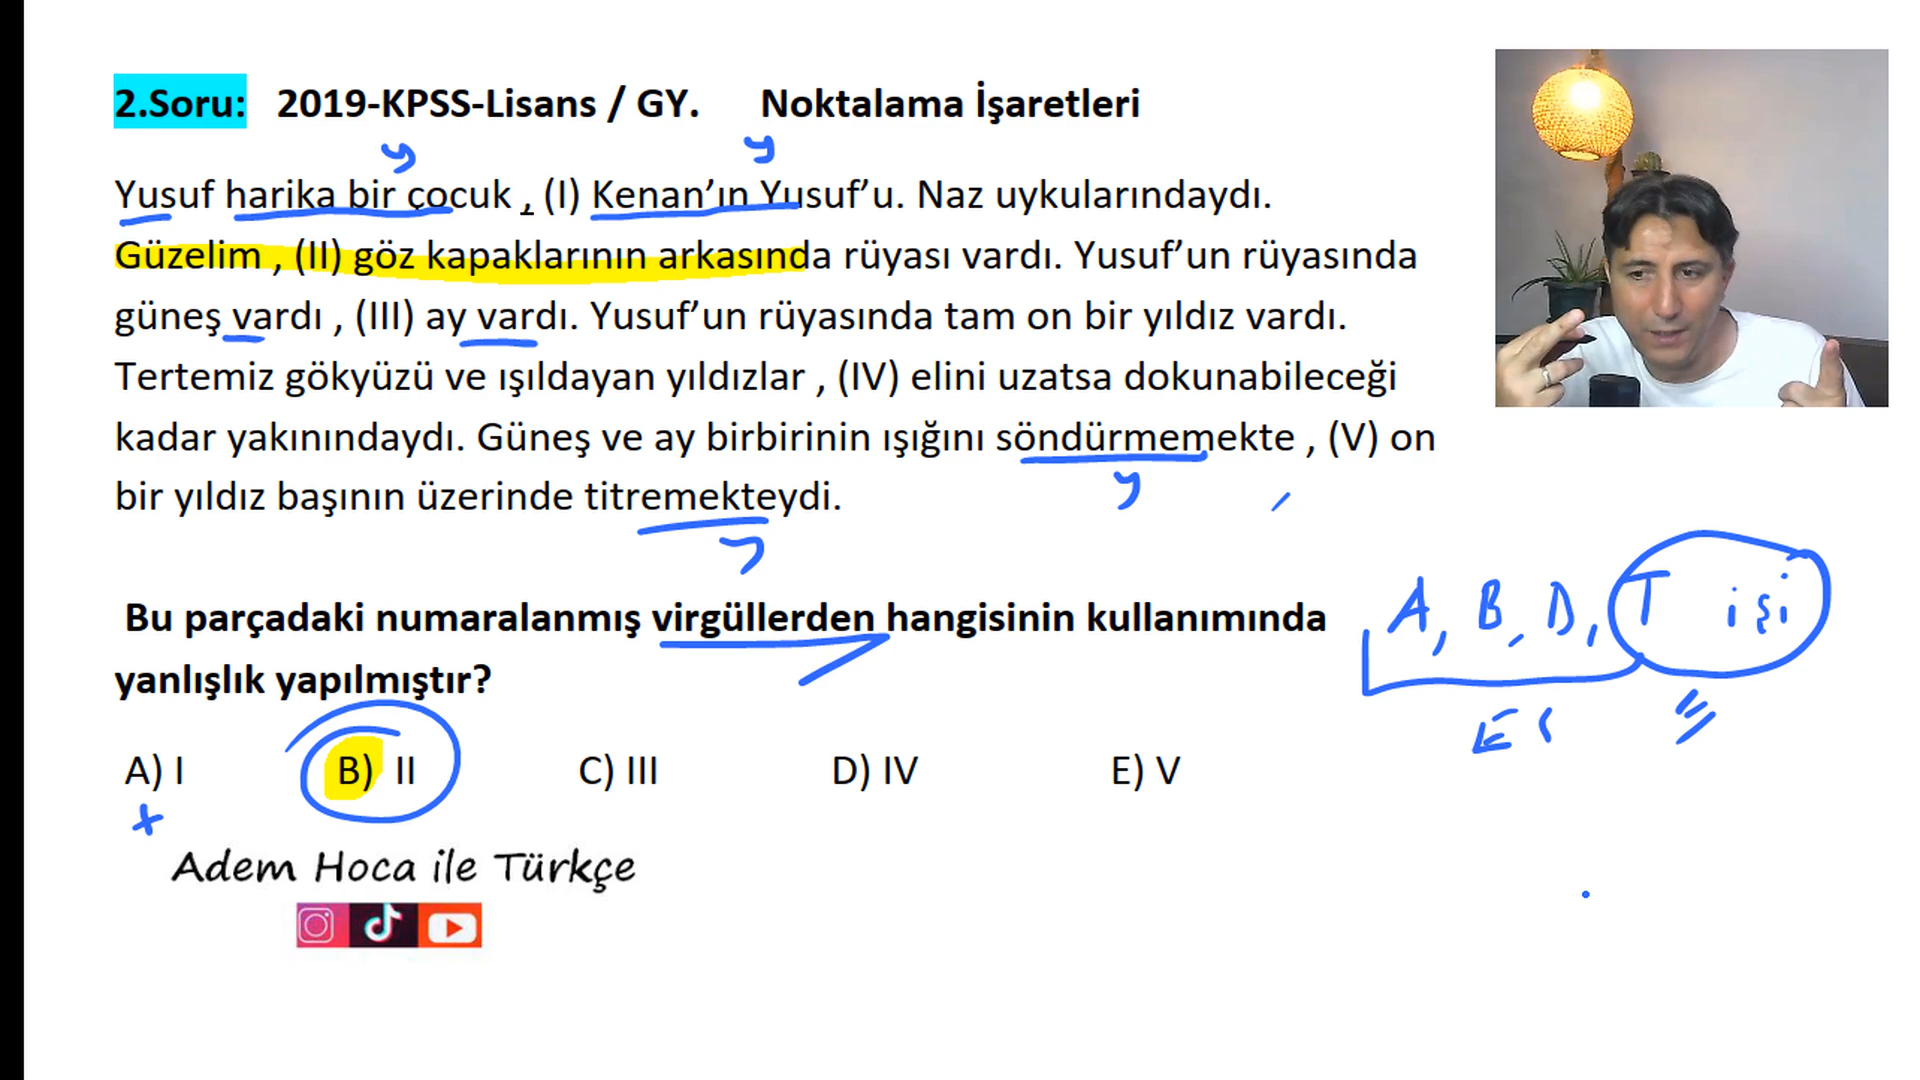 2.Soru: 2019-KPSS-Lisans / GY. Noktalama İşaretleri
y y
Yusuf harika bir çocuk , (I) Kenan’ın Yusuf’u. Naz uykularındaydı.
Güzelim , (II) göz kapaklarının arkasında rüyası vardı. Yusuf’un rüyasında
güneş vardı , (III) ay vardı. Yusuf’un rüyasında tam on bir yıldız vardı.
Tertemiz gökyüzü ve ışıldayan yıldızlar , (IV) elini uzatsa dokunabileceği
kadar yakınındaydı. Güneş ve ay birbirinin ışığını söndürmemekte , (V) on
bir yıldız başının üzerinde titremekteydi.
y
A, B, D, T işi
Bu parçadaki numaralanmış virgüllerden hangisinin kullanımında
yanlışlık yapılmıştır?
A) I B) II C) III D) IV E) V
Adem Hoca ile Türkçe